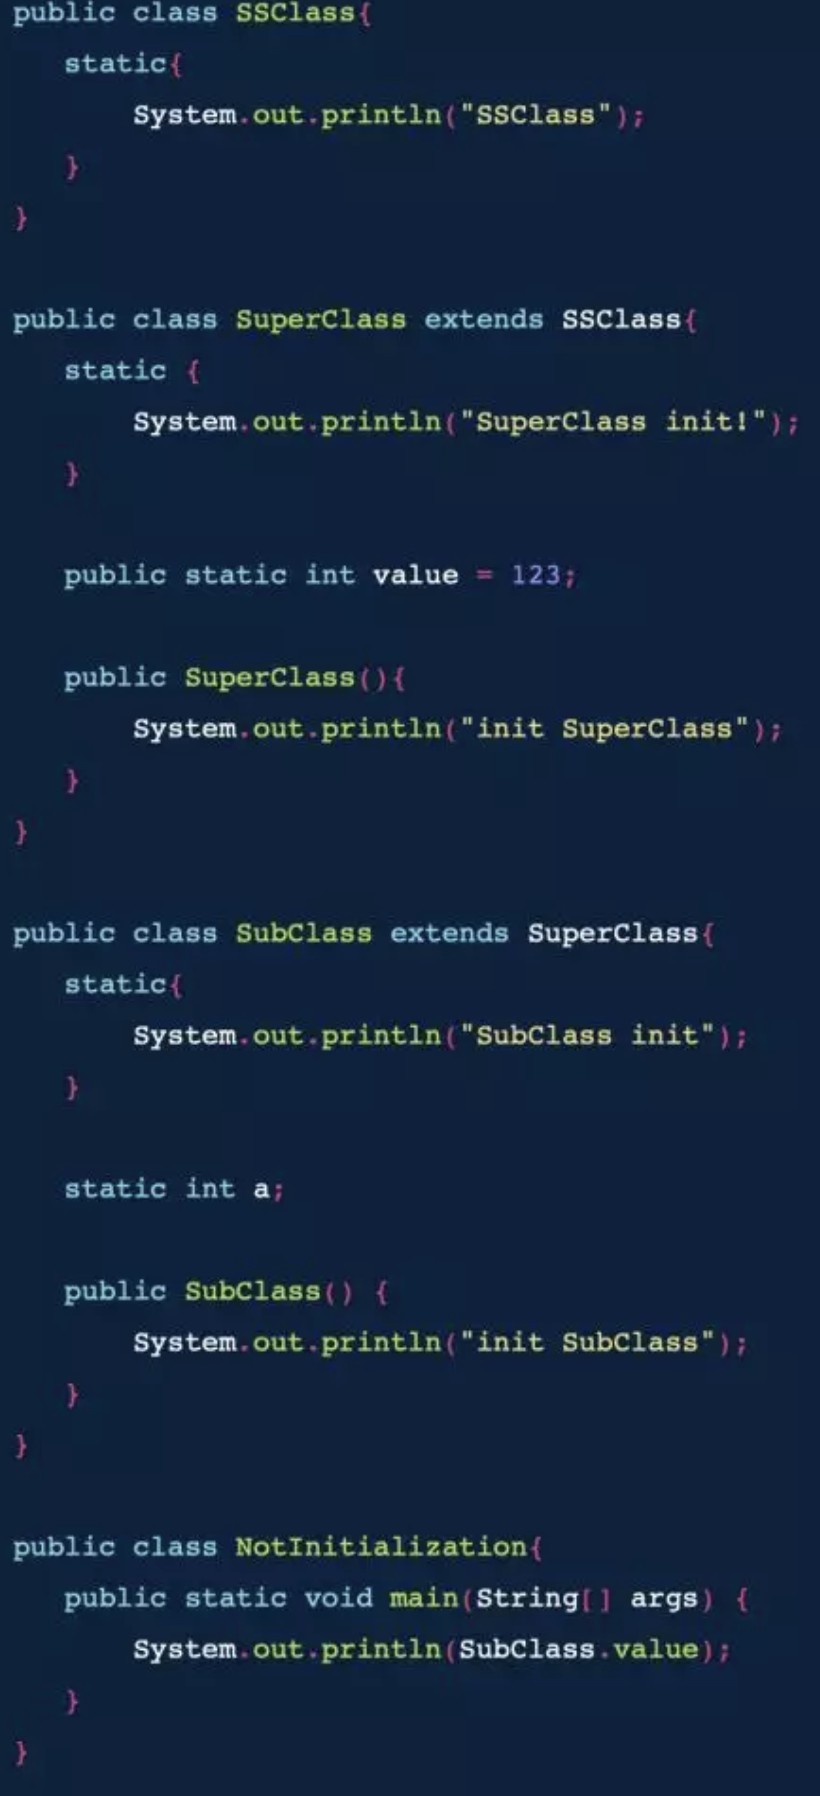 public class SSClass{
static{
System.out.println("SSClass");
}
}
public class SuperClass extends SSClass{
static {
System.out.println("SuperClass init!");
}
public static int value = 123;
public SuperClass(){
System.out.println("init SuperClass");
}
}
public class SubClass extends SuperClass{
static{
System.out.println("SubClass init");
}
static int a;
public SubClass() {
System.out.println("init SubClass");
}
}
public class NotInitialization{
public static void main(String[] args) {
System.out.println(SubClass.value);
}
}